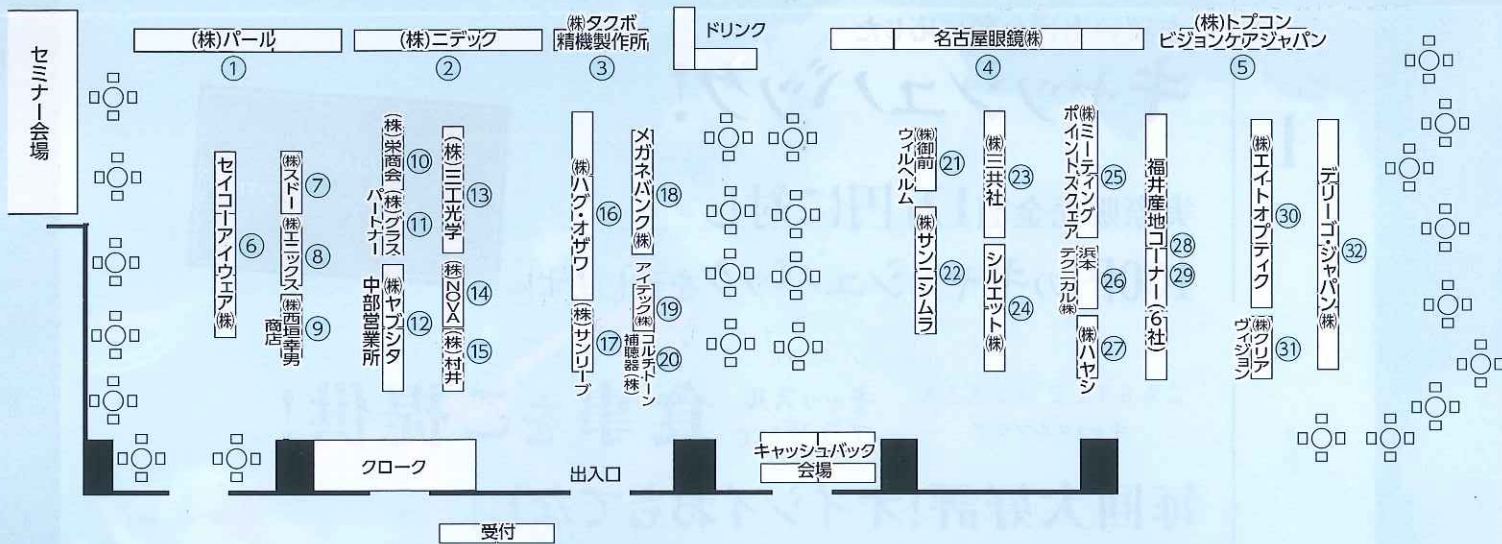 セミナー会場
(株)パール
①
(株)ニデック
②
㈱タクボ
精機製作所
③
ドリンク
名古屋眼鏡㈱
④
(株)トプコン
ビジョンケアジャパン
⑤
セイコーアイウェア㈱
⑥
㈱スドー
⑦
㈱エニックス
⑧
㈱西垣幸男
商店
⑨
(株)栄商会
⑩
(株)グラス
パートナー
⑪
㈱ヤブシタ
中部営業所
⑫
(株)三工光学
⑬
㈱NOVA
⑭
(株)村井
⑮
㈱ハグ・オザワ
⑯
(株)サンリーブ
⑰
メガネバンク㈱
⑱
アイテック㈱
⑲
コルチトーン
補聴器(株)
⑳
㈱御前
ヴィルヘルム
㉑
㈱サンニシムラ
㉒
㈱三共社
㉓
シルエット㈱
㉔
㈱ミーティング
ポイントスクェア
㉕
浜本
テクニカル㈱
㉖
㈱ハヤシ
㉗
福井産地コーナー(6社)
㉘
㉙
㈱エイトオプティク
㉚
㈱クリア
ヴィジョン
㉛
デリーゴ・ジャパン㈱
㉜
クローク
出入口
キャッシュバック
会場
受付